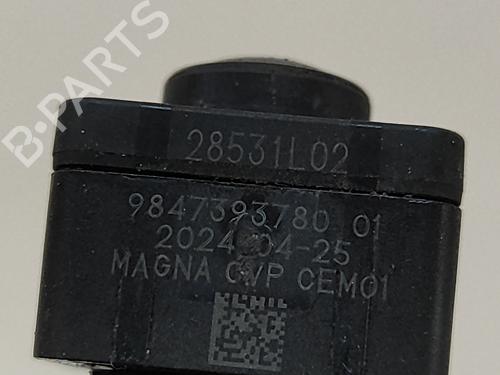 B-PARTS
28531L02
9847393780 01
2024-04-25
MAGNA CVP CEM01